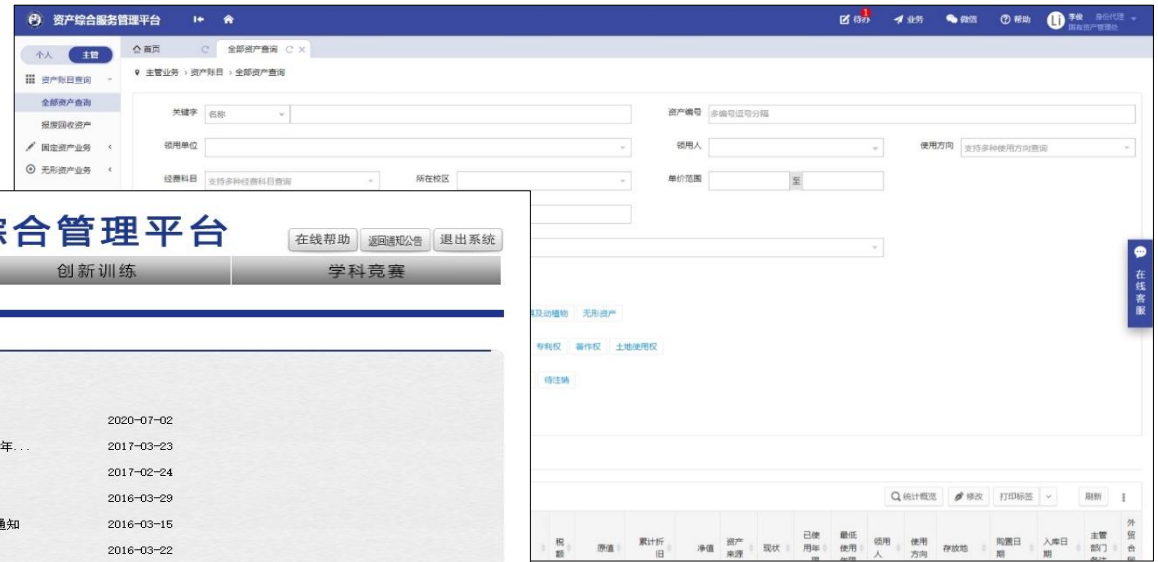 资产综合服务管理平台
待办 1 业务 微信 帮助 Li 李俊 身份代理
国有资产管理处
个人 主管
首页 全部资产查询
主管业务 › 资产账目 › 全部资产查询
资产账目查询
全部资产查询
报废回收资产
固定资产业务
无形资产业务
关键字 名称 资产编号 多编号逗号分隔
领用单位 领用人 使用方向 支持多种使用方向查询
经费科目 支持多种经费科目查询 所在校区 单价范围 至
合管理平台
在线帮助 返回通知公告 退出系统
创新训练 学科竞赛
2020-07-02
年... 2017-03-23
2017-02-24
2016-03-29
通知 2016-03-15
2016-03-22
及动植物 无形资产
专利权 著作权 土地使用权
待注销
在线客服
统计概览 修改 打印标签 刷新
税额 原值 累计折旧 净值 资产来源 现状 已使用年 最低使用 领用人 使用方向 存放地 购置日期 入库日期 主管部门 外贸合